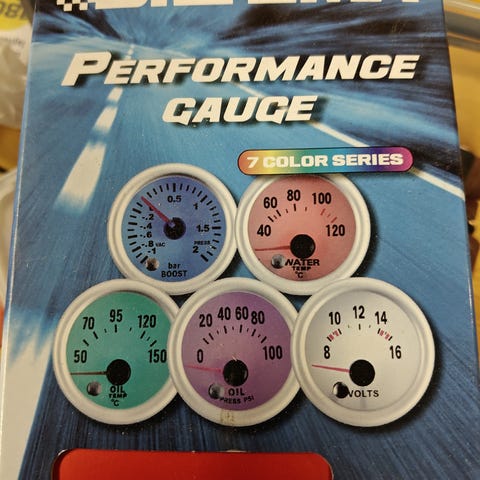 PERFORMANCE
GAUGE
7 COLOR SERIES
0.5
1
1.5
2
PRESS
.2
.4
.6
.8 VAC
-1
bar
BOOST
40
60
80
100
120
WATER
TEMP
°C
50
70
95
120
150
OIL
TEMP
°C
0
20
40
60
80
100
OIL
PRESS PSI
8
10
12
14
16
VOLTS